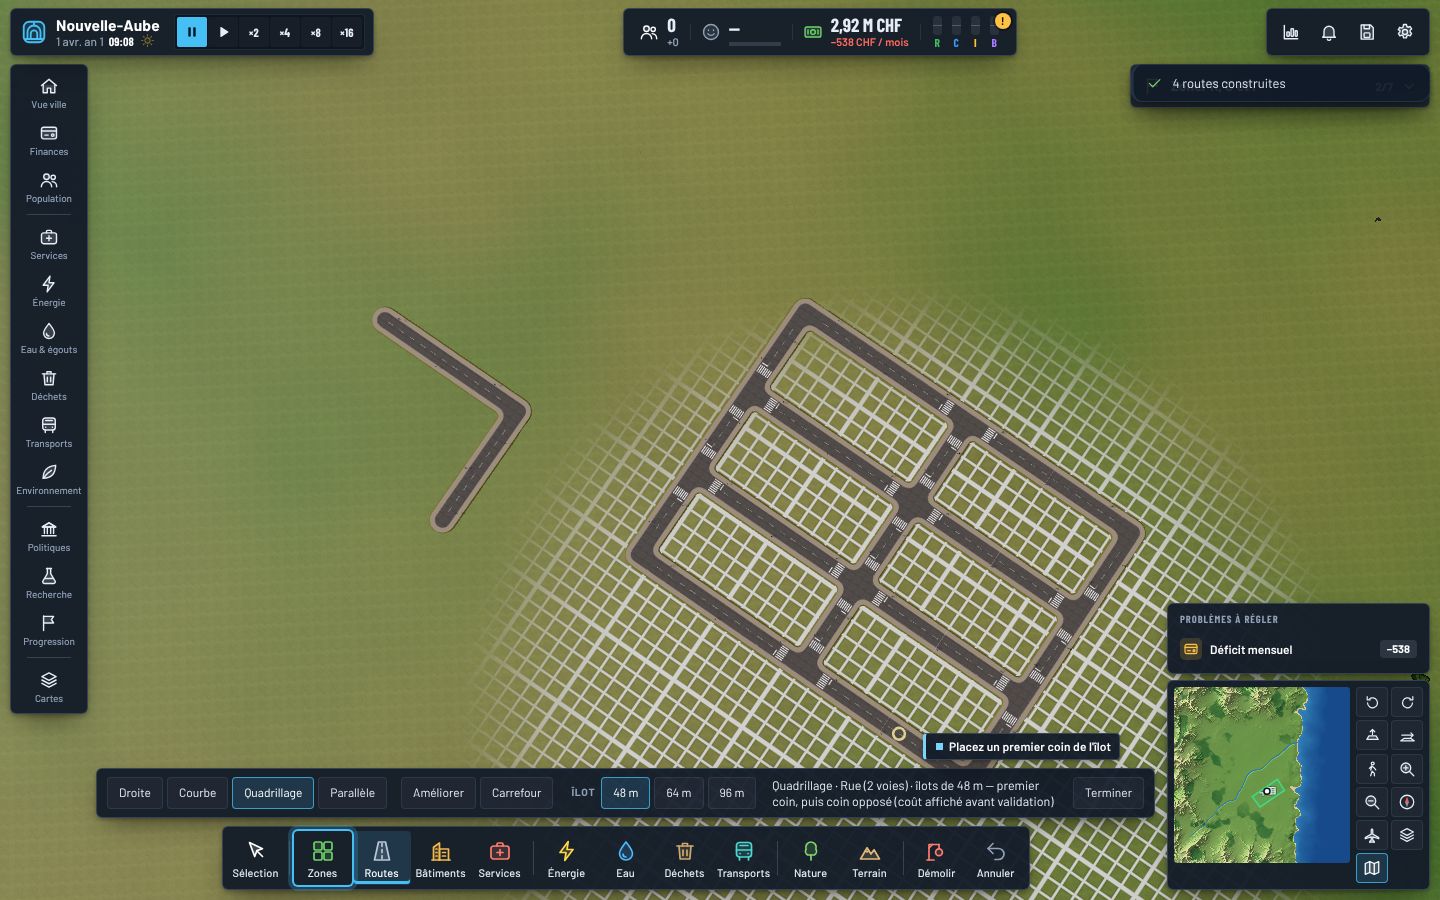 Nouvelle-Aube
1 avr. an 1 09:08
×2 ×4 ×8 ×16
0
+0
–
2,92 M CHF
−538 CHF / mois
R C I B
!
4 routes construites
2/7
Vue ville
Finances
Population
Services
Énergie
Eau & égouts
Déchets
Transports
Environnement
Politiques
Recherche
Progression
Cartes
PROBLÈMES À RÉGLER
Déficit mensuel −538
Placez un premier coin de l'îlot
Droite Courbe Quadrillage Parallèle Améliorer Carrefour ÎLOT 48 m 64 m 96 m
Quadrillage · Rue (2 voies) · îlots de 48 m — premier
coin, puis coin opposé (coût affiché avant validation)
Terminer
Sélection Zones Routes Bâtiments Services Énergie Eau Déchets Transports Nature Terrain Démolir Annuler